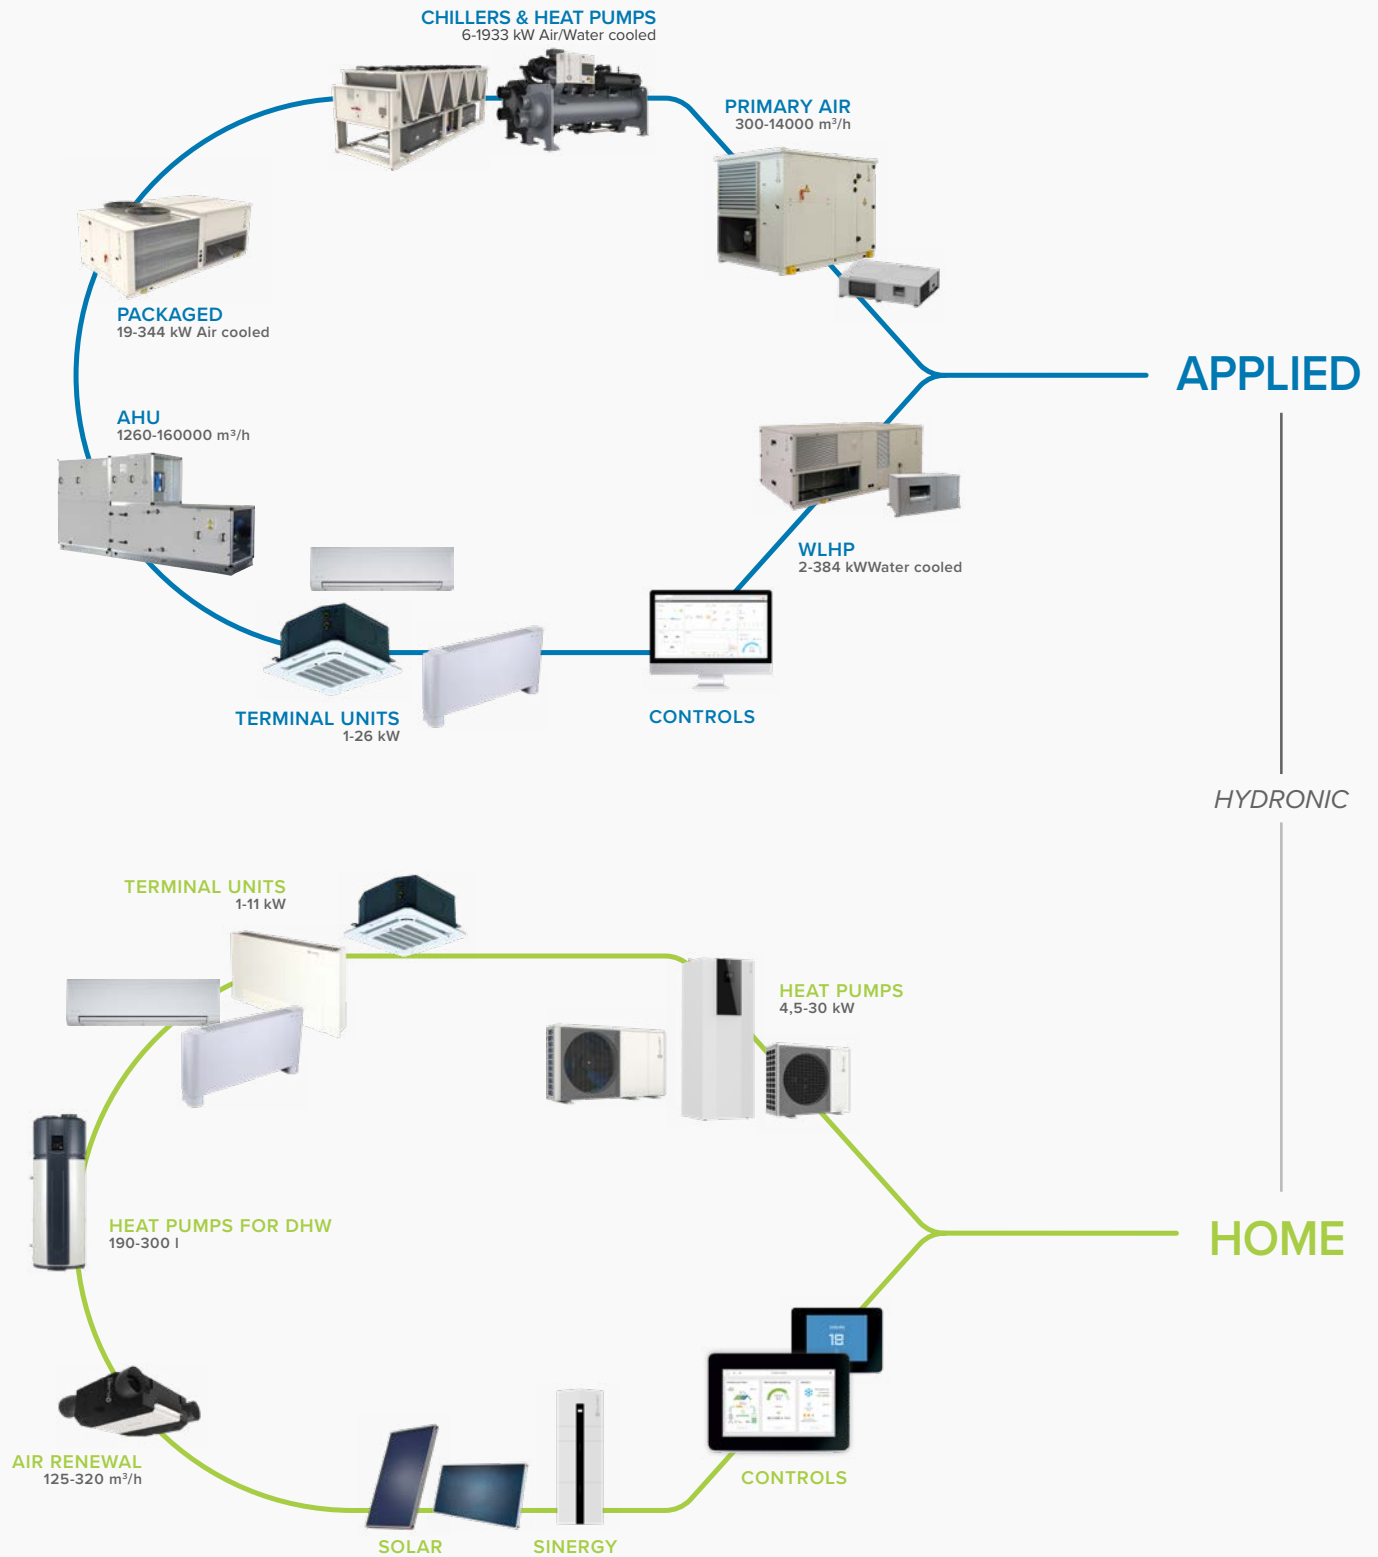 CHILLERS & HEAT PUMPS
6-1933 kW Air/Water cooled
PRIMARY AIR
300-14000 m³/h
PACKAGED
19-344 kW Air cooled
APPLIED
AHU
1260-160000 m³/h
WLHP
2-384 kWWater cooled
TERMINAL UNITS
1-26 kW
CONTROLS
HYDRONIC
TERMINAL UNITS
1-11 kW
HEAT PUMPS
4,5-30 kW
HEAT PUMPS FOR DHW
190-300 l
HOME
18
AIR RENEWAL
125-320 m³/h
CONTROLS
SOLAR
SINERGY